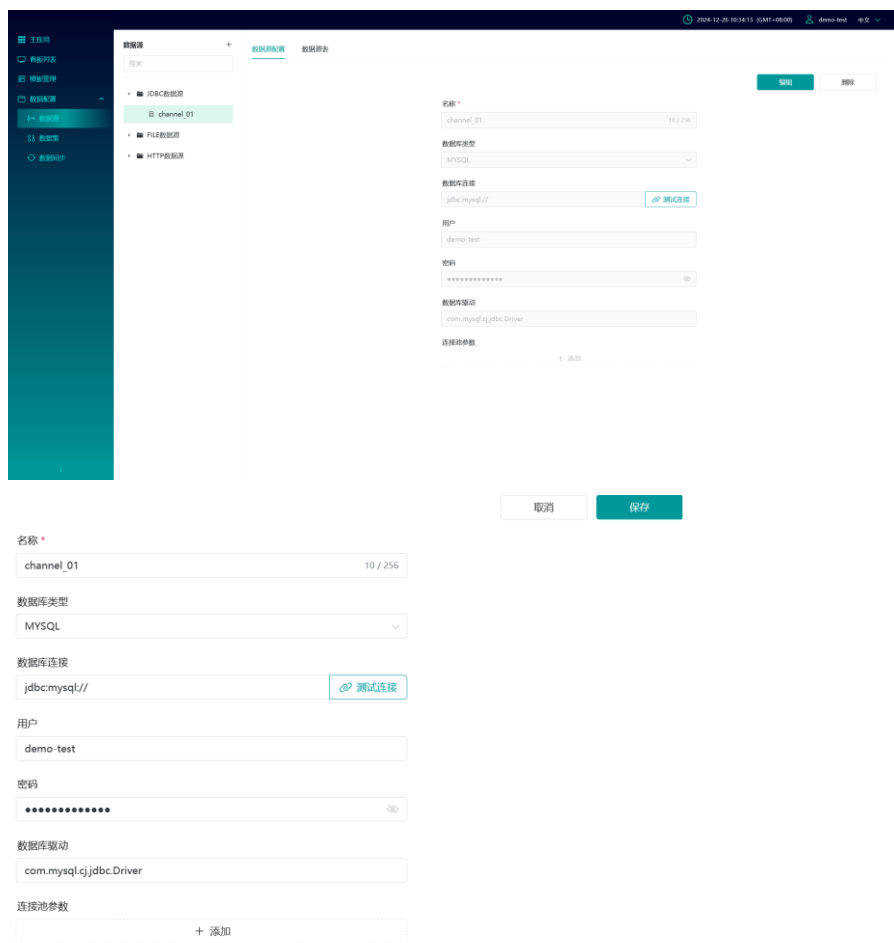 2024-12-26 10:34:13 (GMT+08:00) demo-test 中文
主应用
看板列表
模板管理
数据配置
数据源
数据集
数据同步
数据源 +
搜索
JDBC数据源
channel_01
FILE数据源
HTTP数据源
数据源配置 数据源表
编辑 删除
名称 *
channel_01 10 / 256
数据库类型
MYSQL
数据库连接
jdbc:mysql:// 测试连接
用户
demo-test
密码
•••••••••••••
数据库驱动
com.mysql.cj.jdbc.Driver
连接池参数
+ 添加
取消 保存
名称 *
channel_01 10 / 256
数据库类型
MYSQL
数据库连接
jdbc:mysql:// 测试连接
用户
demo-test
密码
•••••••••••••
数据库驱动
com.mysql.cj.jdbc.Driver
连接池参数
+ 添加